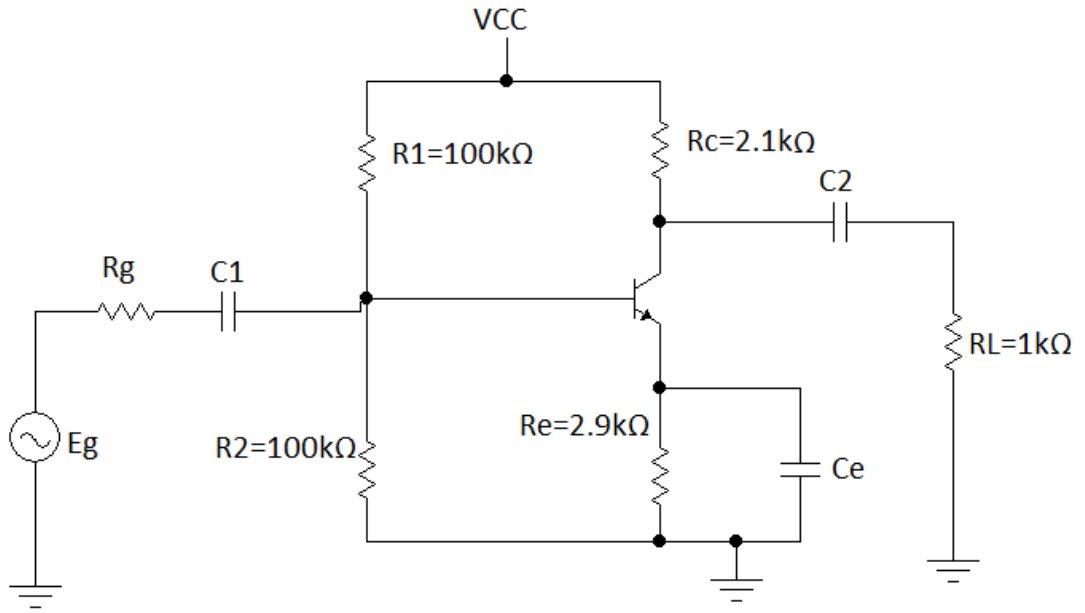 VCC
R1=100kΩ
Rc=2.1kΩ
C2
Rg
C1
RL=1kΩ
Eg
R2=100kΩ
Re=2.9kΩ
Ce